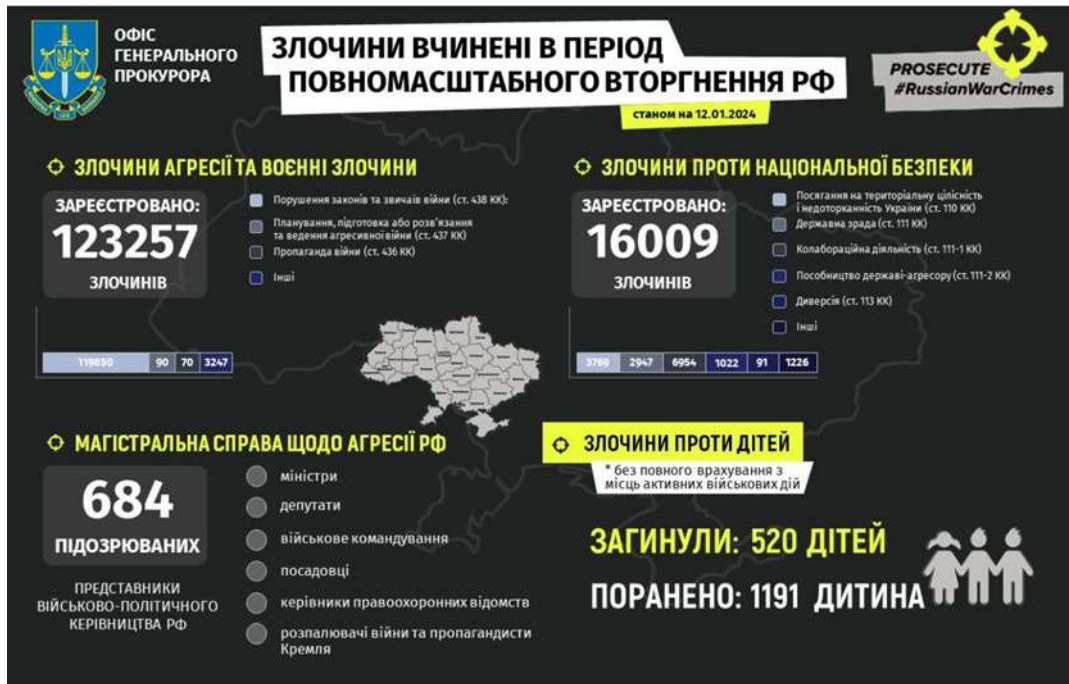 ОФІС
ГЕНЕРАЛЬНОГО
ПРОКУРОРА
ЗЛОЧИНИ ВЧИНЕНІ В ПЕРІОД
ПОВНОМАСШТАБНОГО ВТОРГНЕННЯ РФ
станом на 12.01.2024
PROSECUTE
#RussianWarCrimes
ЗЛОЧИНИ АГРЕСІЇ ТА ВОЄННІ ЗЛОЧИНИ
ЗАРЕЄСТРОВАНО:
123257
ЗЛОЧИНІВ
Порушення законів та звичаїв війни (ст. 438 КК):
Планування, підготовка або розв'язання
та ведення агресивної війни (ст. 437 КК)
Пропаганда війни (ст. 436 КК)
Інші
119850 90 70 3247
ЗЛОЧИНИ ПРОТИ НАЦІОНАЛЬНОЇ БЕЗПЕКИ
ЗАРЕЄСТРОВАНО:
16009
ЗЛОЧИНІВ
Посягання на територіальну цілісність
і недоторканність України (ст. 110 КК)
Державна зрада (ст. 111 КК)
Колабораційна діяльність (ст. 111-1 КК)
Пособництво державі-агресору (ст. 111-2 КК)
Диверсія (ст. 113 КК)
Інші
3769 2947 6954 1022 91 1226
МАГІСТРАЛЬНА СПРАВА ЩОДО АГРЕСІЇ РФ
684
ПІДОЗРЮВАНИХ
ПРЕДСТАВНИКИ
ВІЙСЬКОВО-ПОЛІТИЧНОГО
КЕРІВНИЦТВА РФ
міністри
депутати
військове командування
посадовці
керівники правоохоронних відомств
розпалювачі війни та пропагандисти
Кремля
ЗЛОЧИНИ ПРОТИ ДІТЕЙ
* без повного врахування з
місць активних військових дій
ЗАГИНУЛИ: 520 ДІТЕЙ
ПОРАНЕНО: 1191 ДИТИНА